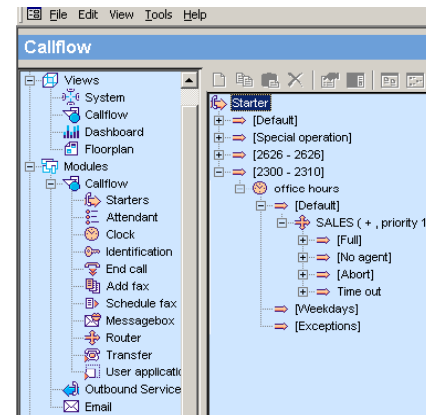 File Edit View Tools Help
Callflow
Views
System
Callflow
Dashboard
Floorplan
Modules
Callflow
Starters
Attendant
Clock
Identification
End call
Add fax
Schedule fax
Messagebox
Router
Transfer
User applicati
Outbound Service
Email
Starter
[Default]
[Special operation]
[2626 - 2626]
[2300 - 2310]
office hours
[Default]
SALES ( + , priority 1
[Full]
[No agent]
[Abort]
Time out
[Weekdays]
[Exceptions]